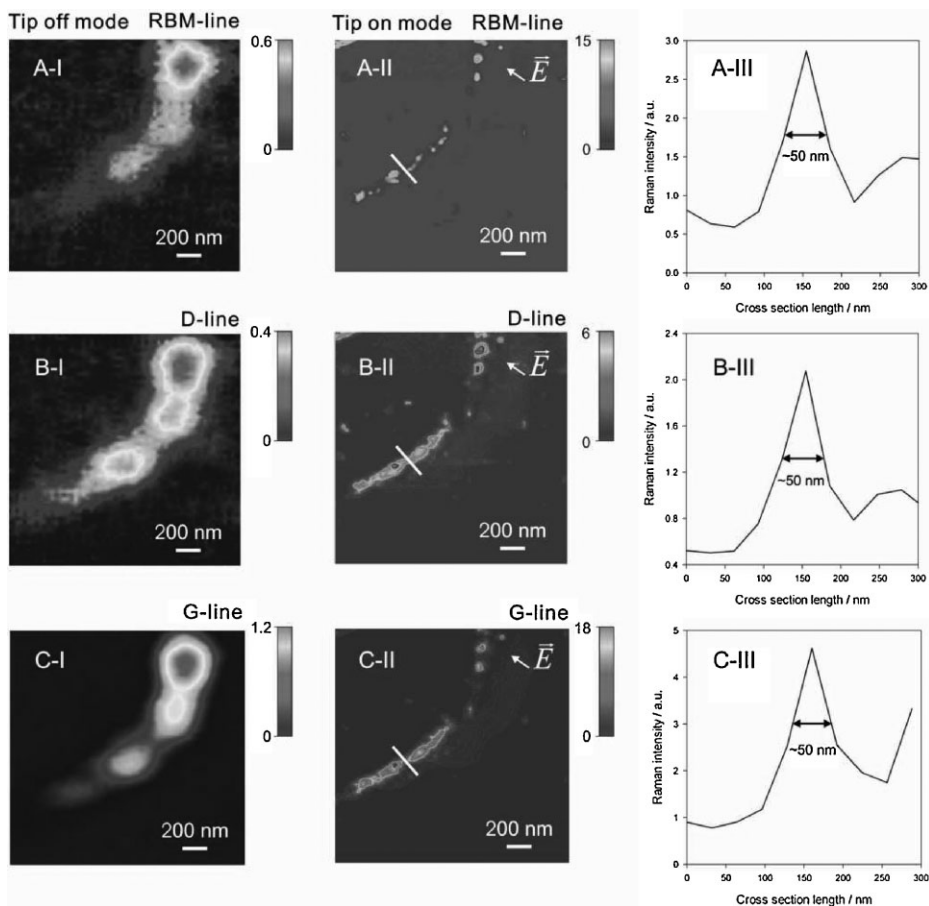 Tip off mode RBM-line
0.6
A-I
0
200 nm
Tip on mode RBM-line
15
A-II
E
0
200 nm
A-III
3.0
2.5
2.0
1.5
1.0
0.5
0.0
Raman intensity / a.u.
~50 nm
0 50 100 150 200 250 300
Cross section length / nm
D-line
0.4
B-I
0
200 nm
D-line
6
B-II
E
0
200 nm
B-III
2.4
2.0
1.6
1.2
0.8
0.4
Raman intensity / a.u.
~50 nm
0 50 100 150 200 250 300
Cross section length / nm
G-line
1.2
C-I
0
200 nm
G-line
18
C-II
E
0
200 nm
C-III
5
4
3
2
1
0
Raman intensity / a.u.
~50 nm
0 50 100 150 200 250 300
Cross section length / nm